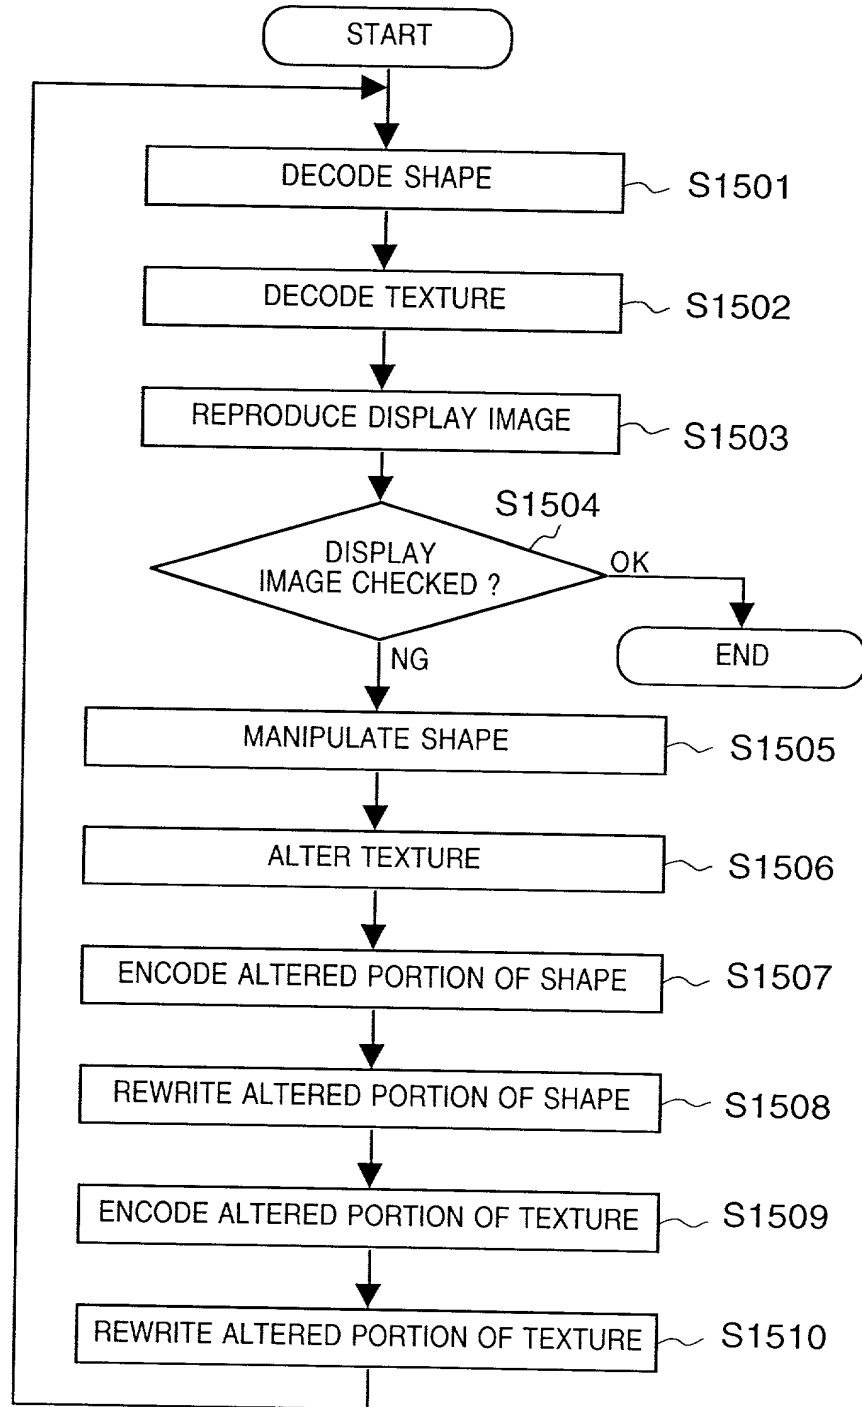 START
DECODE SHAPE
S1501
DECODE TEXTURE
S1502
REPRODUCE DISPLAY IMAGE
S1503
S1504
DISPLAY
IMAGE CHECKED ?
OK
END
NG
MANIPULATE SHAPE
S1505
ALTER TEXTURE
S1506
ENCODE ALTERED PORTION OF SHAPE
S1507
REWRITE ALTERED PORTION OF SHAPE
S1508
ENCODE ALTERED PORTION OF TEXTURE
S1509
REWRITE ALTERED PORTION OF TEXTURE
S1510